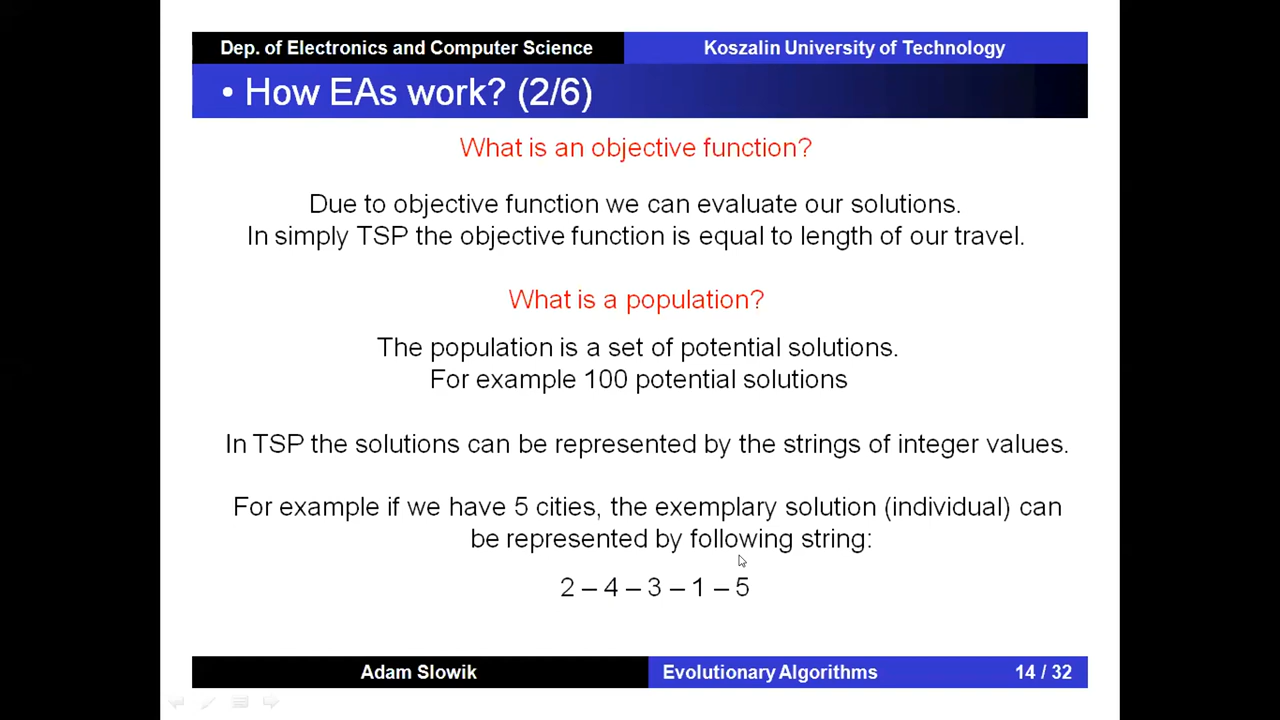 Dep. of Electronics and Computer Science
Koszalin University of Technology
• How EAs work? (2/6)
What is an objective function?
Due to objective function we can evaluate our solutions.
In simply TSP the objective function is equal to length of our travel.
What is a population?
The population is a set of potential solutions.
For example 100 potential solutions
In TSP the solutions can be represented by the strings of integer values.
For example if we have 5 cities, the exemplary solution (individual) can
be represented by following string:
2 – 4 – 3 – 1 – 5
Adam Slowik
Evolutionary Algorithms
14 / 32